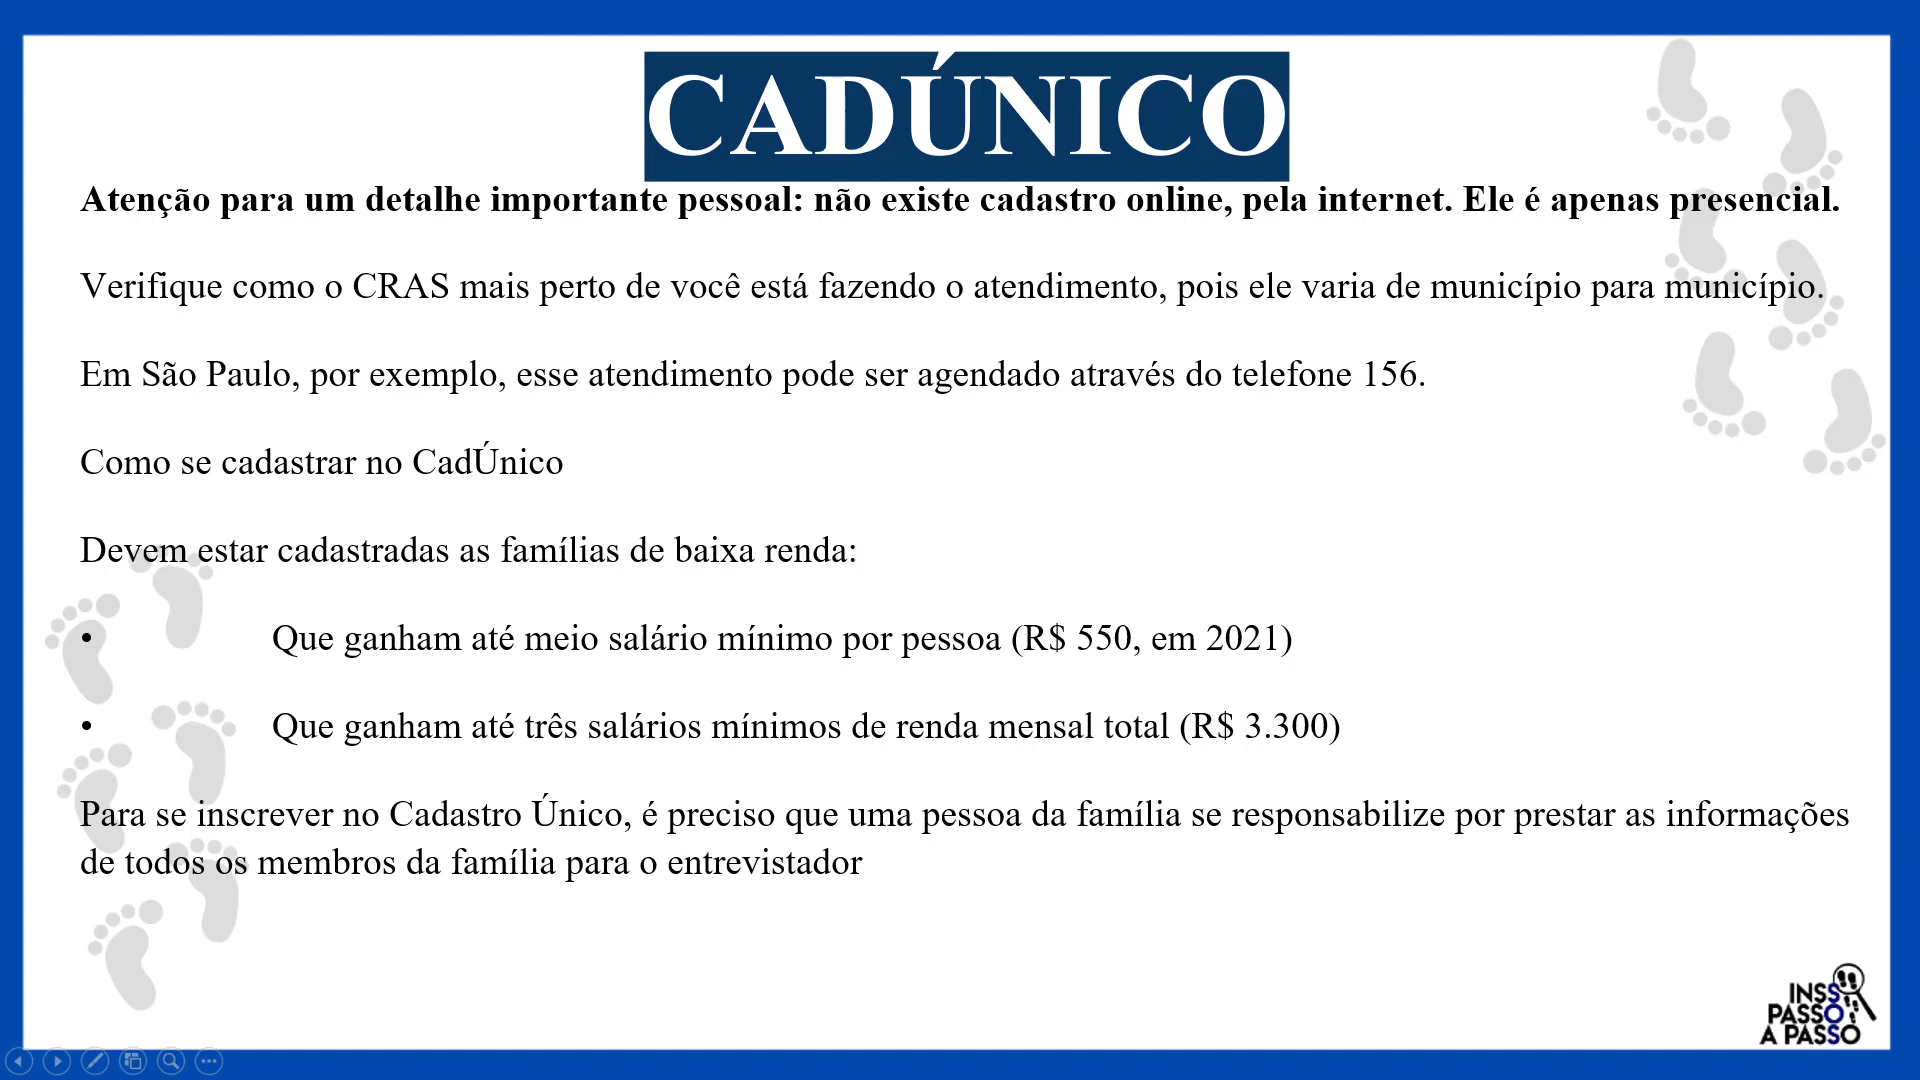 CADÚNICO
Atenção para um detalhe importante pessoal: não existe cadastro online, pela internet. Ele é apenas presencial.
Verifique como o CRAS mais perto de você está fazendo o atendimento, pois ele varia de município para município.
Em São Paulo, por exemplo, esse atendimento pode ser agendado através do telefone 156.
Como se cadastrar no CadÚnico
Devem estar cadastradas as famílias de baixa renda:
• Que ganham até meio salário mínimo por pessoa (R$ 550, em 2021)
• Que ganham até três salários mínimos de renda mensal total (R$ 3.300)
Para se inscrever no Cadastro Único, é preciso que uma pessoa da família se responsabilize por prestar as informações
de todos os membros da família para o entrevistador
INSS
PASSO
A PASSO